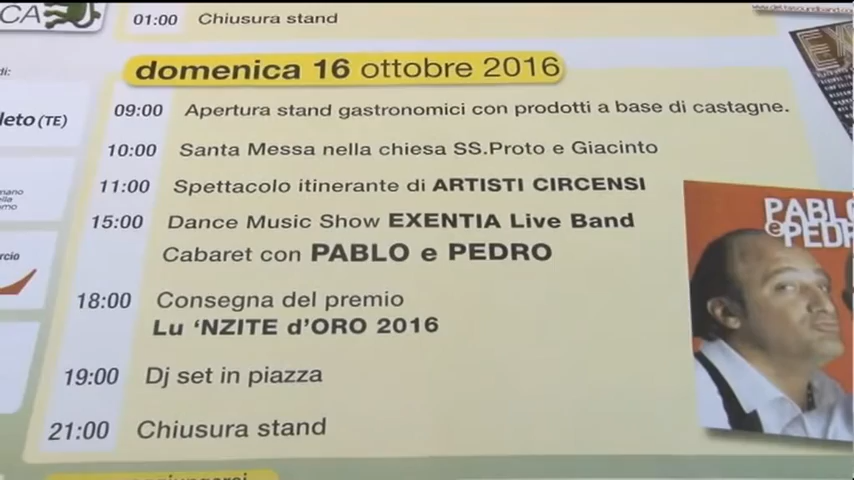 CA
01:00 Chiusura stand
domenica 16 ottobre 2016
di:
leto (TE)
09:00 Apertura stand gastronomici con prodotti a base di castagne.
10:00 Santa Messa nella chiesa SS.Proto e Giacinto
11:00 Spettacolo itinerante di ARTISTI CIRCENSI
15:00 Dance Music Show EXENTIA Live Band
Cabaret con PABLO e PEDRO
18:00 Consegna del premio
Lu ‘NZITE d’ORO 2016
19:00 Dj set in piazza
21:00 Chiusura stand
PABLO
e PEDR